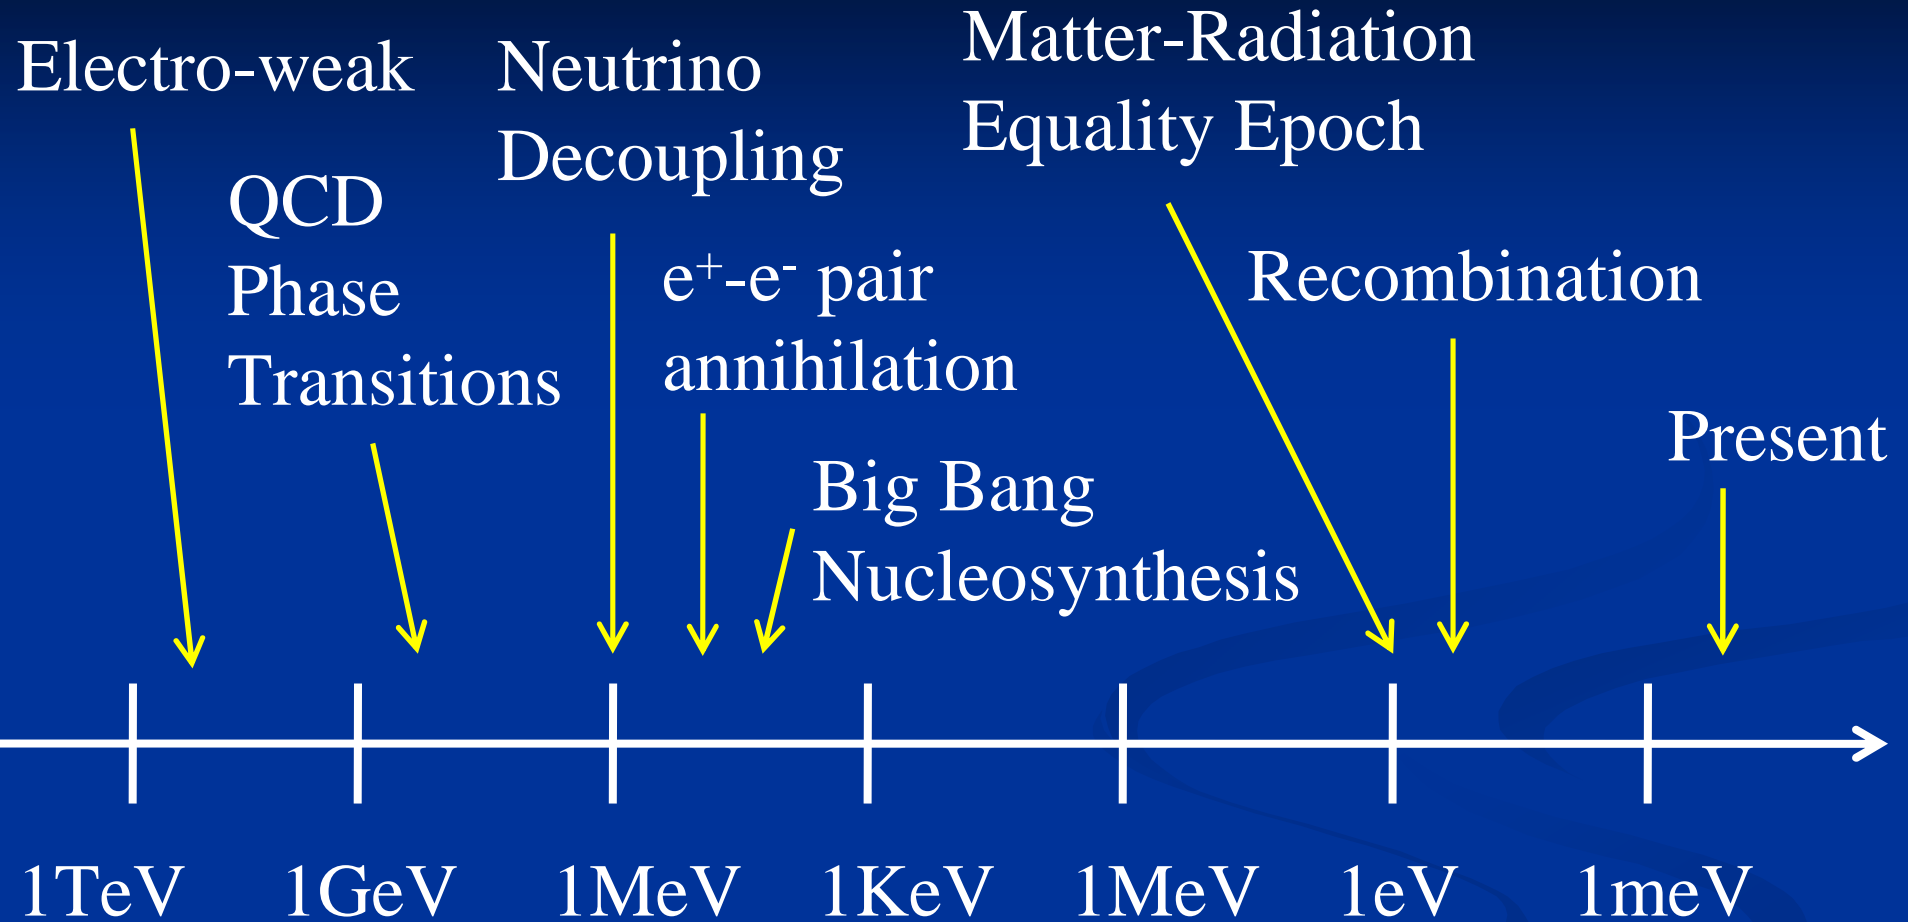 Electro-weak
QCD
Phase
Transitions
Neutrino
Decoupling
e⁺-e⁻ pair
annihilation
Big Bang
Nucleosynthesis
Matter-Radiation
Equality Epoch
Recombination
Present
1TeV
1GeV
1MeV
1KeV
1MeV
1eV
1meV